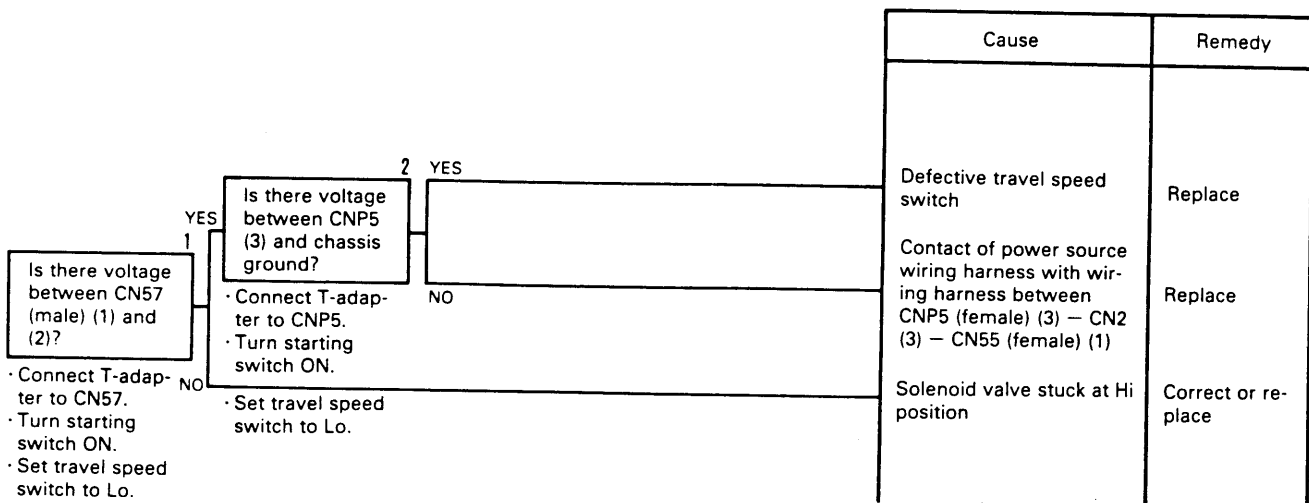 Cause
Remedy
1
Is there voltage
between CN57
(male) (1) and
(2)?
· Connect T-adap-
ter to CN57.
· Turn starting
switch ON.
· Set travel speed
switch to Lo.
YES
NO
2
Is there voltage
between CNP5
(3) and chassis
ground?
· Connect T-adap-
ter to CNP5.
· Turn starting
switch ON.
· Set travel speed
switch to Lo.
YES
NO
Defective travel speed
switch
Replace
Contact of power source
wiring harness with wir-
ing harness between
CNP5 (female) (3) – CN2
(3) – CN55 (female) (1)
Replace
Solenoid valve stuck at Hi
position
Correct or re-
place